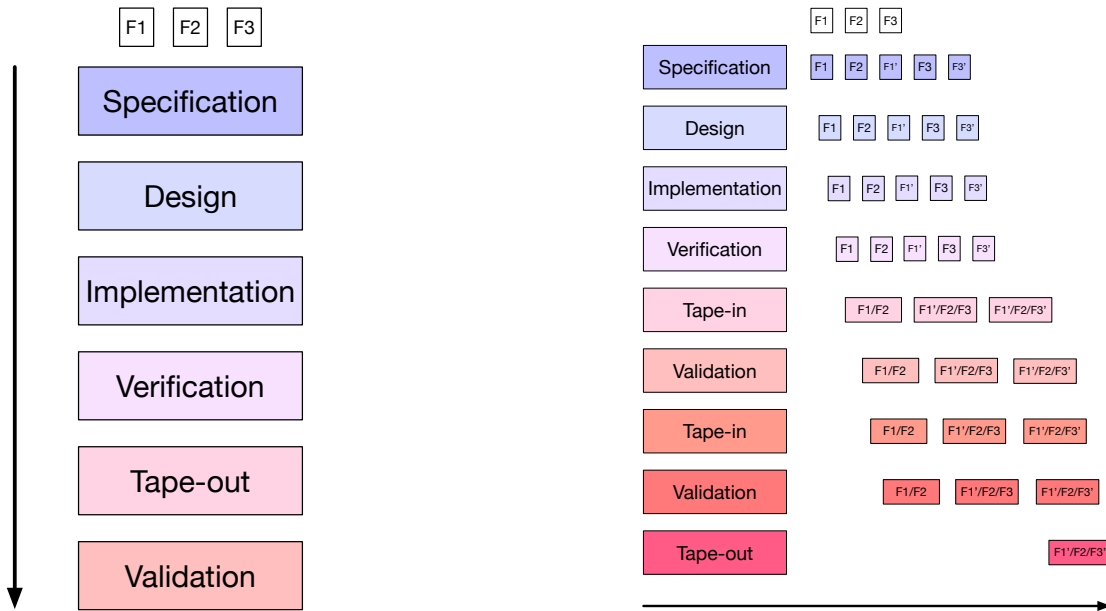 F1 F2 F3
Specification
Design
Implementation
Verification
Tape-out
Validation
F1 F2 F3
Specification F1 F2 F1' F3 F3'
Design F1 F2 F1' F3 F3'
Implementation F1 F2 F1' F3 F3'
Verification F1 F2 F1' F3 F3'
Tape-in F1/F2 F1'/F2/F3 F1'/F2/F3'
Validation F1/F2 F1'/F2/F3 F1'/F2/F3'
Tape-in F1/F2 F1'/F2/F3 F1'/F2/F3'
Validation F1/F2 F1'/F2/F3 F1'/F2/F3'
Tape-out F1'/F2/F3'